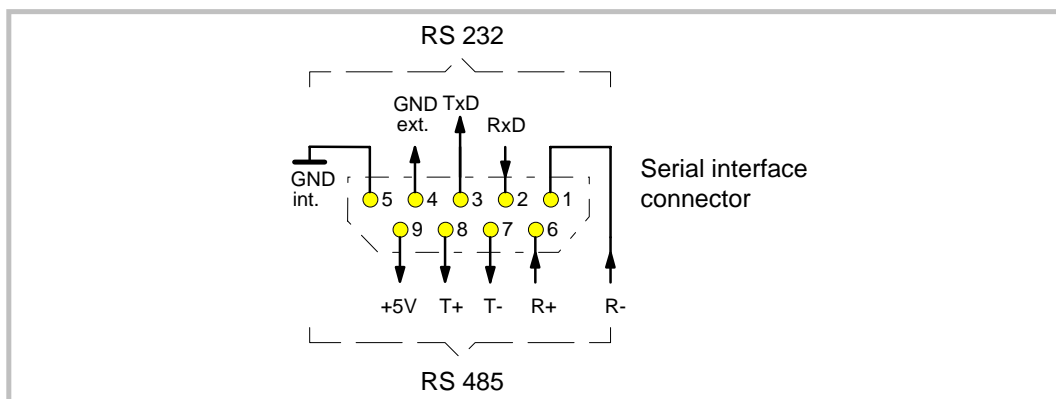 RS 232
GND TxD
ext. RxD
GND
int.
Serial interface
connector
5 4 3 2 1
9 8 7 6
+5V T+ T- R+ R-
RS 485